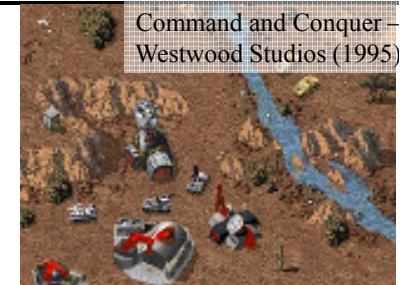 Command and Conquer –
Westwood Studios (1995)